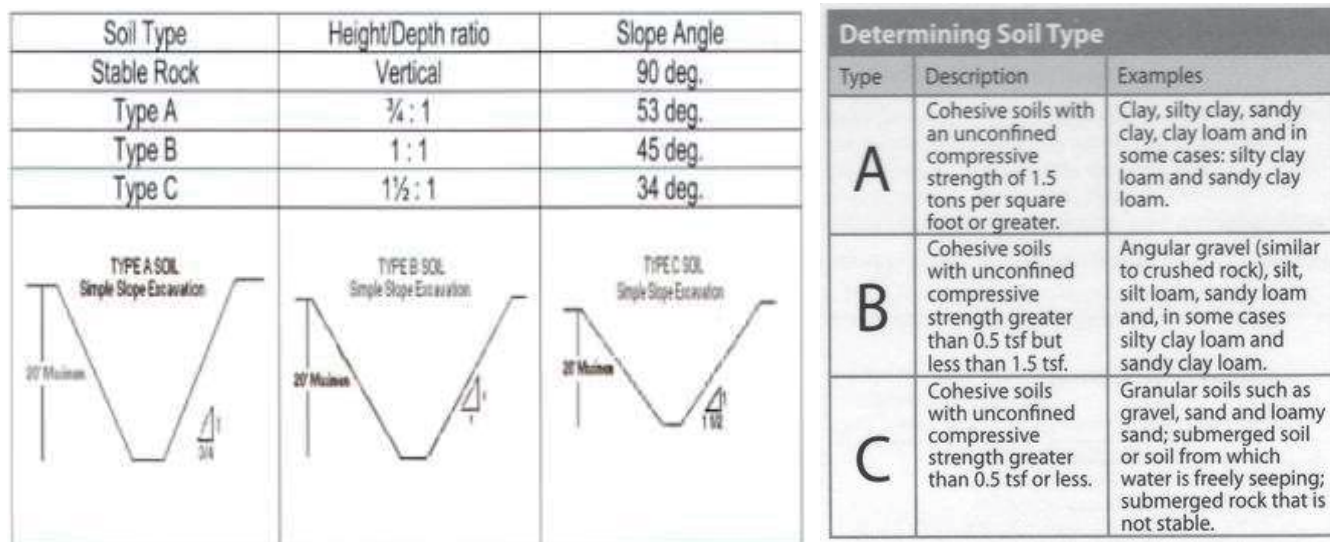 Soil Type Height/Depth ratio Slope Angle
Stable Rock Vertical 90 deg.
Type A ¾ : 1 53 deg.
Type B 1 : 1 45 deg.
Type C 1½ : 1 34 deg.
TYPE A SOIL
Simple Slope Excavation
20' Maximum
1
3/4
TYPE B SOIL
Simple Slope Excavation
20' Maximum
1
1
TYPE C SOIL
Simple Slope Excavation
20' Maximum
1
1 1/2
Determining Soil Type
Type Description Examples
A
Cohesive soils with
an unconfined
compressive
strength of 1.5
tons per square
foot or greater.
Clay, silty clay, sandy
clay, clay loam and in
some cases: silty clay
loam and sandy clay
loam.
B
Cohesive soils
with unconfined
compressive
strength greater
than 0.5 tsf but
less than 1.5 tsf.
Angular gravel (similar
to crushed rock), silt,
silt loam, sandy loam
and, in some cases
silty clay loam and
sandy clay loam.
C
Cohesive soils
with unconfined
compressive
strength greater
than 0.5 tsf or less.
Granular soils such as
gravel, sand and loamy
sand; submerged soil
or soil from which
water is freely seeping;
submerged rock that is
not stable.